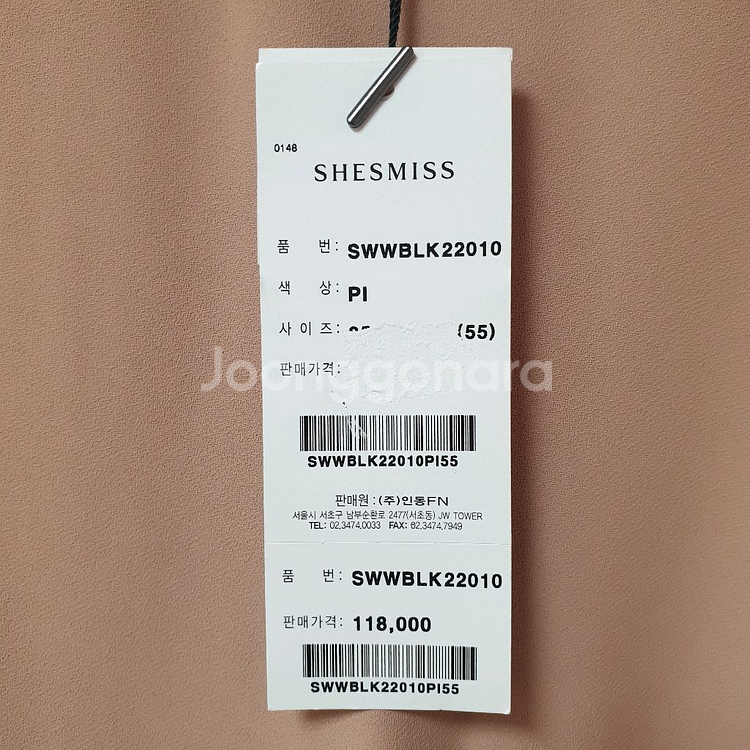 0148
SHESMISS
품 번: SWWBLK22010
색 상: PI
사이즈: (55)
판매가격:
Joonggonara
SWWBLK22010PI55
판매원 : (주)인동FN
서울시 서초구 남부순환로 2477(서초동) JW TOWER
TEL: 02.3474.0033 FAX: 02.3474.7949
품 번: SWWBLK22010
판매가격: 118,000
SWWBLK22010PI55